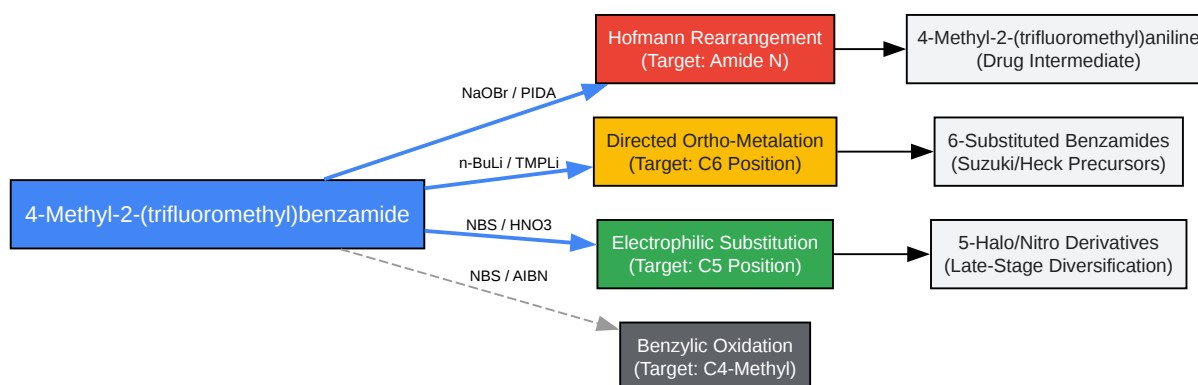 Hofmann Rearrangement
(Target: Amide N)
4-Methyl-2-(trifluoromethyl)aniline
(Drug Intermediate)
NaOBr / PIDA
Directed Ortho-Metalation
(Target: C6 Position)
6-Substituted Benzamides
(Suzuki/Heck Precursors)
n-BuLi / TMPLi
4-Methyl-2-(trifluoromethyl)benzamide
NBS / HNO3
Electrophilic Substitution
(Target: C5 Position)
5-Halo/Nitro Derivatives
(Late-Stage Diversification)
NBS / AIBN
Benzylic Oxidation
(Target: C4-Methyl)